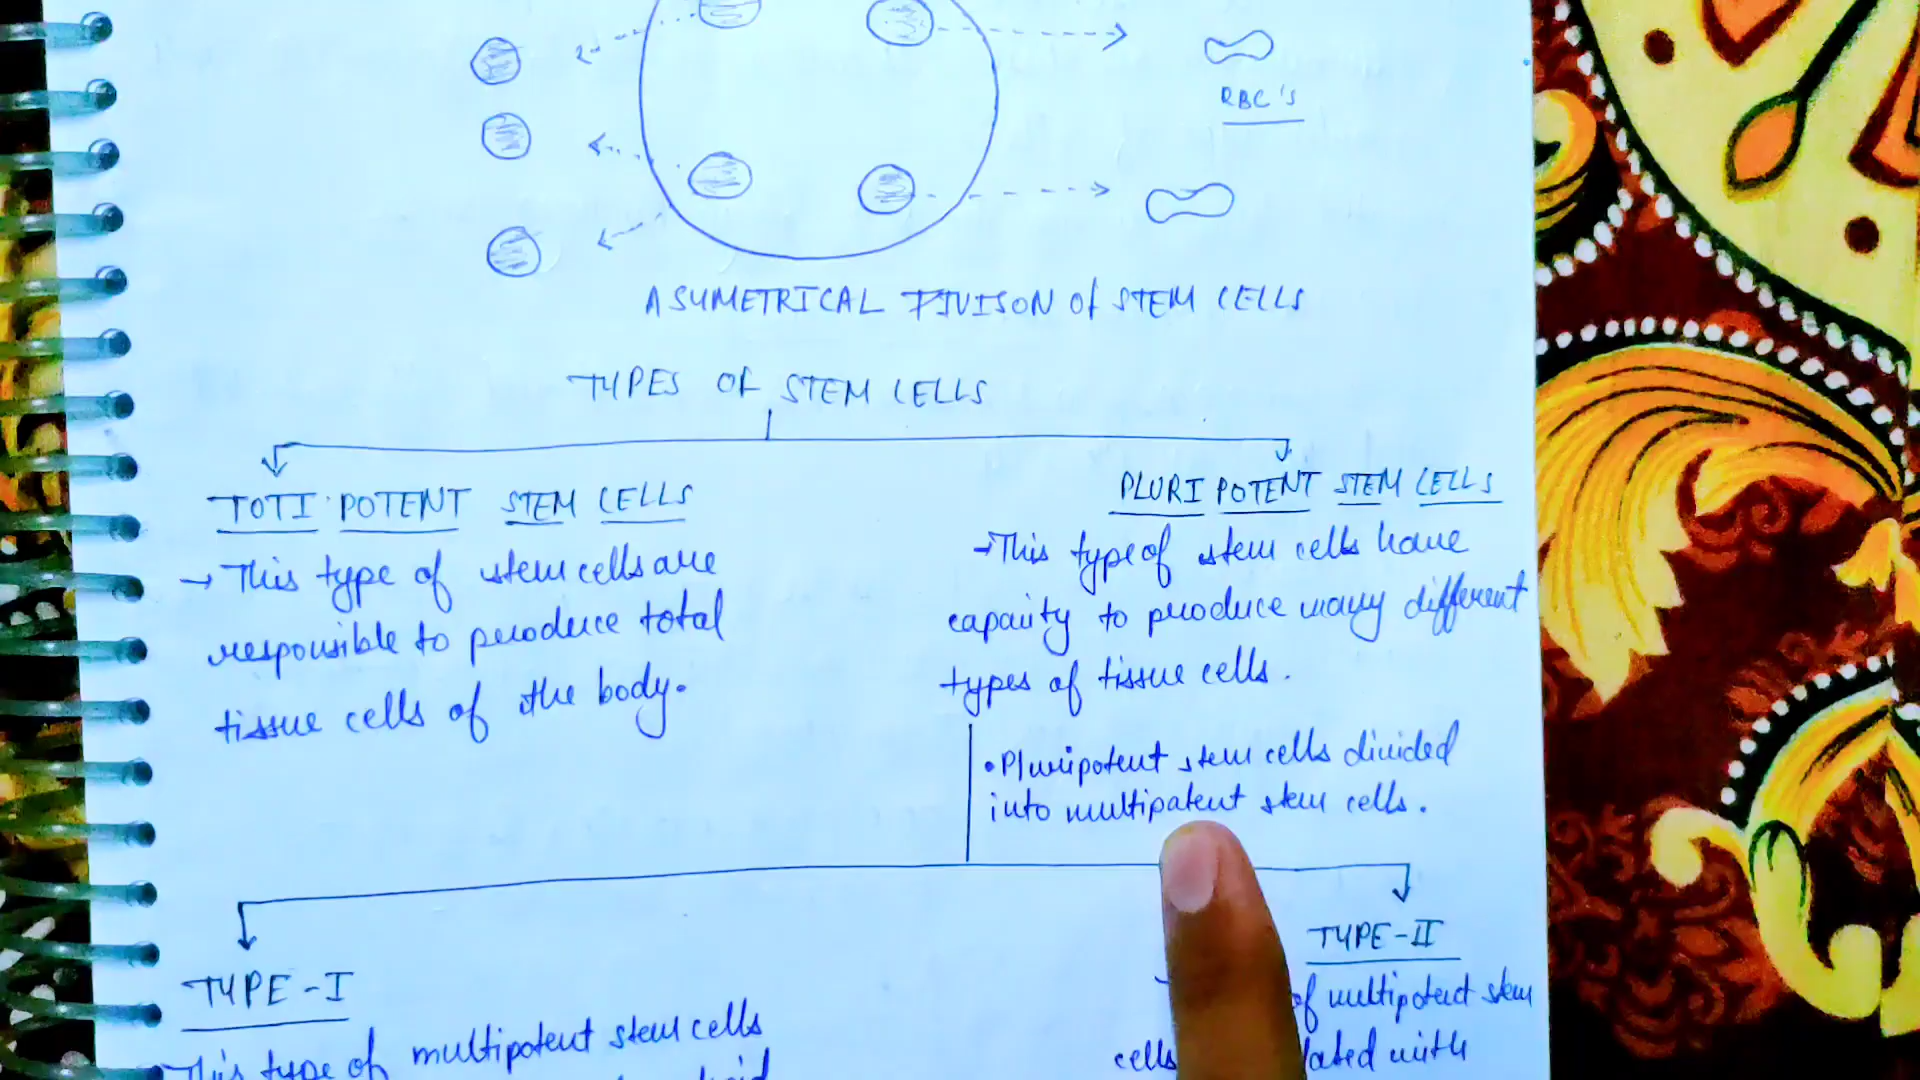 RBC's
ASUMETRICAL DIVISON of STEM CELLS
TYPES OF STEM CELLS
TOTI POTENT STEM CELLS
→ This type of stem cells are
responsible to produce total
tissue cells of the body.
PLURI POTENT STEM CELLS
→ This type of stem cells have
capacity to produce many different
types of tissue cells.
• Pluripotent stem cells divided
into multipatent stem cells.
TYPE-I
This type of multipotent stem cells
TYPE-II
of multipotent stem
cells lated with